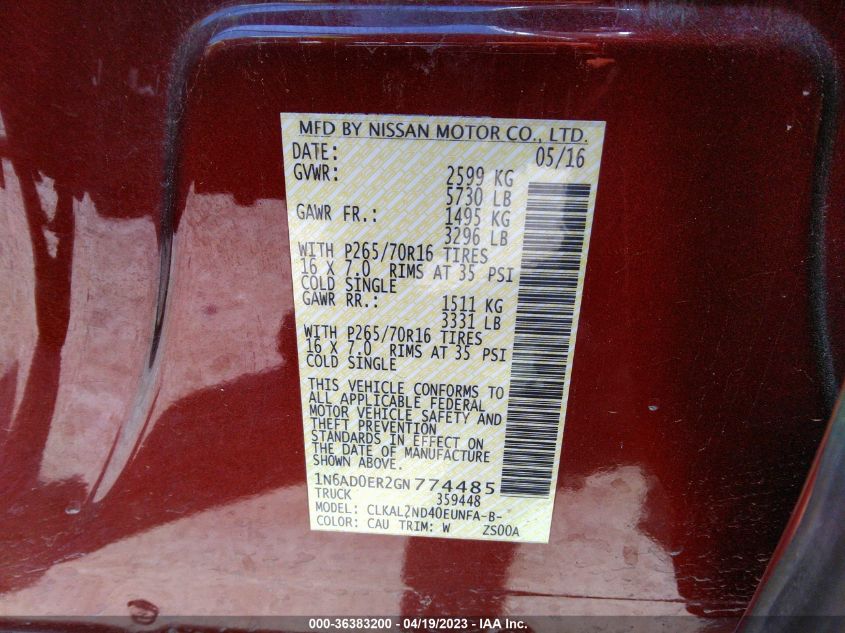 MFD BY NISSAN MOTOR CO., LTD.
DATE: 05/16
GVWR: 2599 KG
5730 LB
GAWR FR.: 1495 KG
3296 LB
WITH P265/70R16 TIRES
16 X 7.0 RIMS AT 35 PSI
COLD SINGLE
GAWR RR.: 1511 KG
3331 LB
WITH P265/70R16 TIRES
16 X 7.0 RIMS AT 35 PSI
COLD SINGLE
THIS VEHICLE CONFORMS TO
ALL APPLICABLE FEDERAL
MOTOR VEHICLE SAFETY AND
THEFT PREVENTION
STANDARDS IN EFFECT ON
THE DATE OF MANUFACTURE
SHOWN ABOVE.
1N6AD0ER2GN774485
TRUCK 359448
MODEL: CLKAL2ND40EUNFA-B-
COLOR: CAU TRIM: W ZS00A
000-36383200 - 04/19/2023 - IAA Inc.